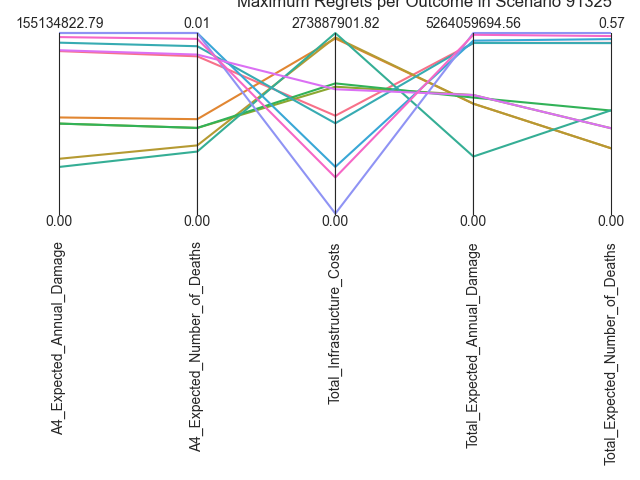 Maximum Regrets per Outcome in Scenario 91325
155134822.79 0.01 273887901.82 5264059694.56 0.57
0.00 0.00 0.00 0.00 0.00
A4_Expected_Annual_Damage
A4_Expected_Number_of_Deaths
Total_Infrastructure_Costs
Total_Expected_Annual_Damage
Total_Expected_Number_of_Deaths